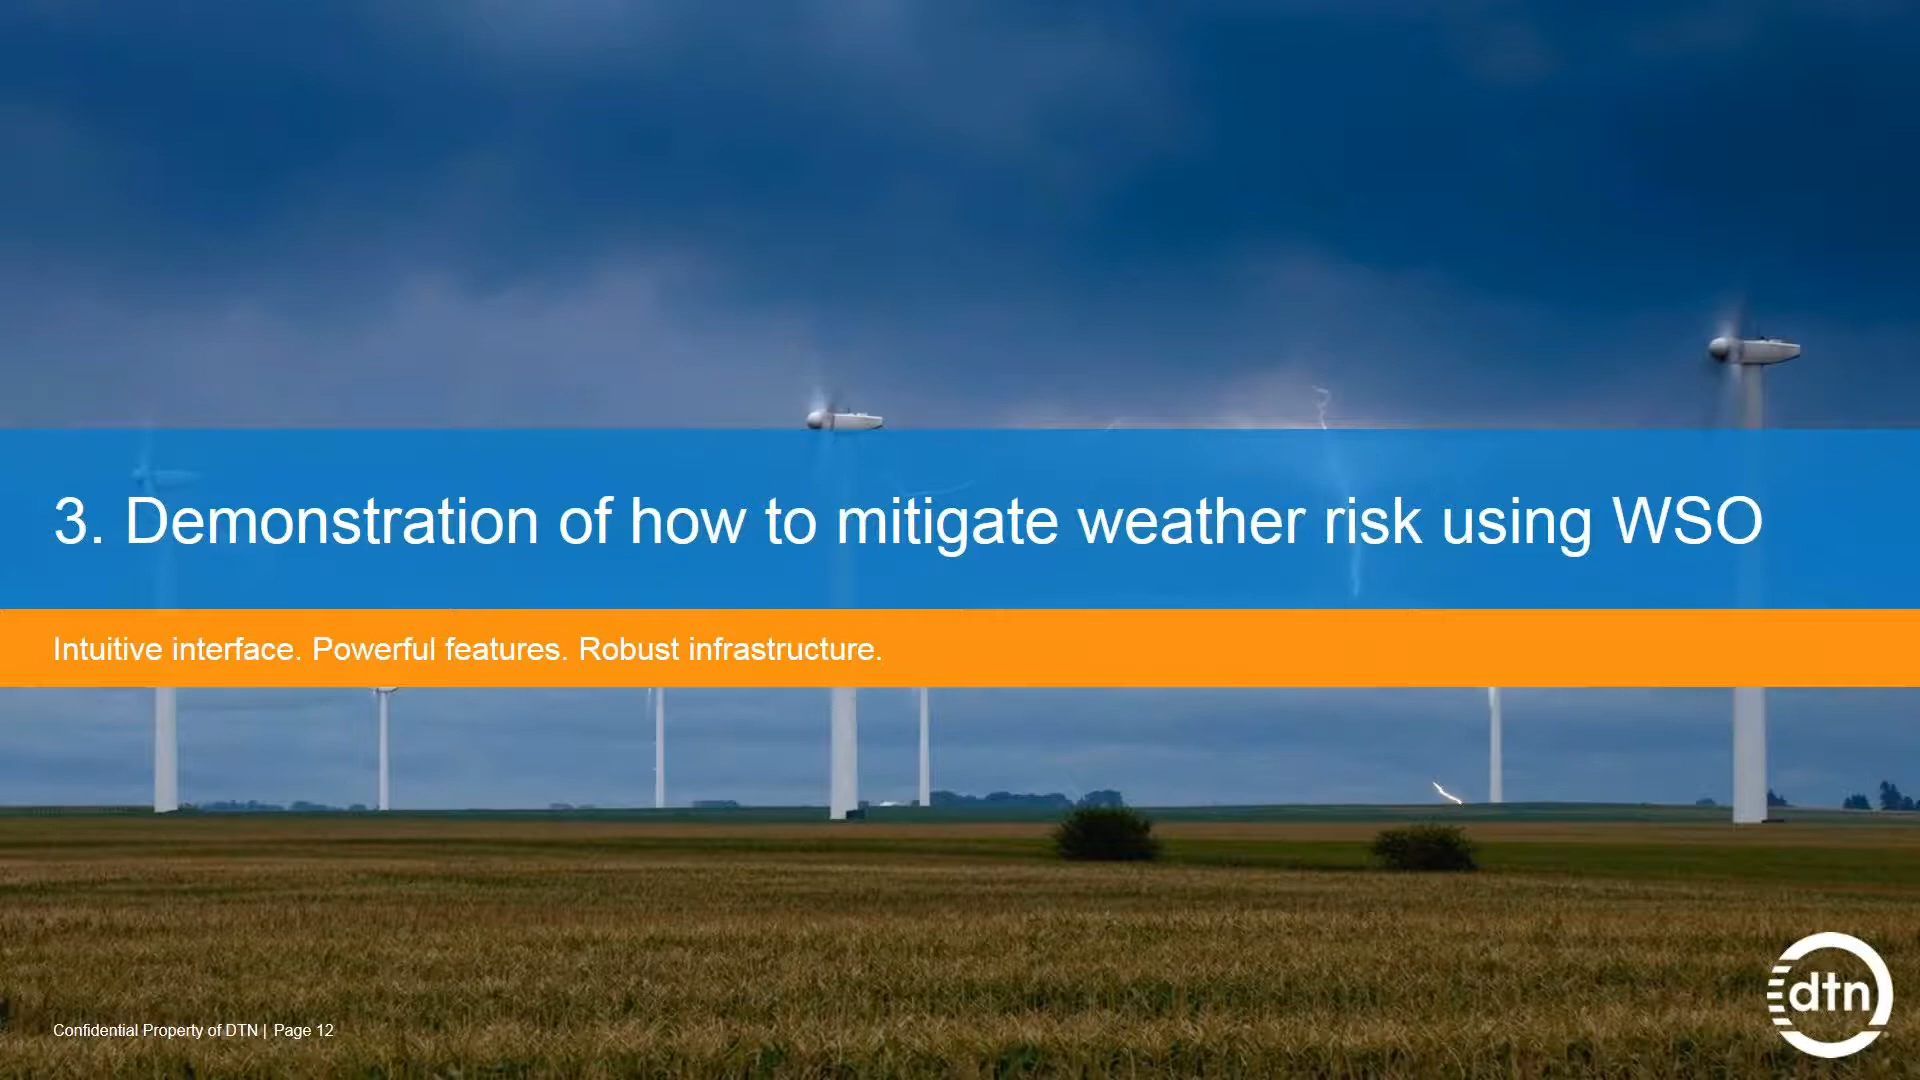 3. Demonstration of how to mitigate weather risk using WSO
Intuitive interface. Powerful features. Robust infrastructure.
Confidential Property of DTN | Page 12
dtn